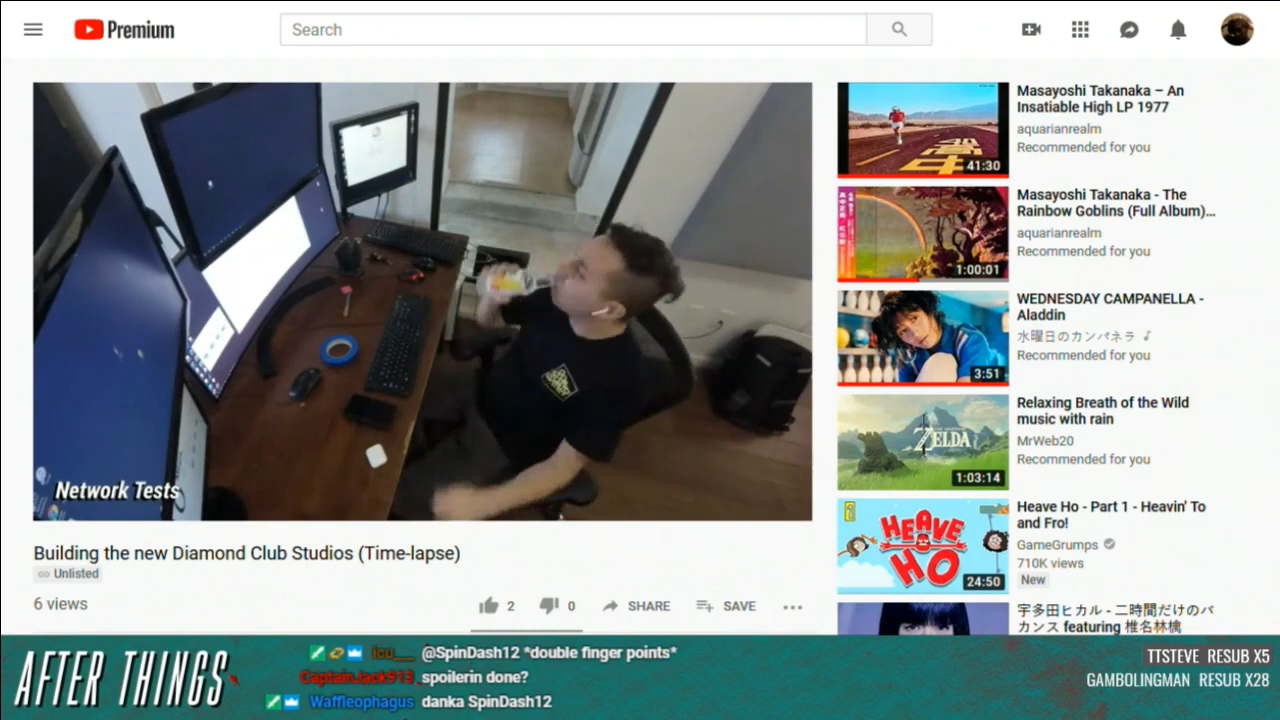 Premium
Search
Network Tests
Building the new Diamond Club Studios (Time-lapse)
Unlisted
6 views
2
0
SHARE
SAVE
41:30
Masayoshi Takanaka – An
Insatiable High LP 1977
aquarianrealm
Recommended for you
1:00:01
Masayoshi Takanaka - The
Rainbow Goblins (Full Album)...
aquarianrealm
Recommended for you
3:51
WEDNESDAY CAMPANELLA -
Aladdin
水曜日のカンパネラ ♪
Recommended for you
ZELDA
1:03:14
Relaxing Breath of the Wild
music with rain
MrWeb20
Recommended for you
HEAVE
HO
24:50
Heave Ho - Part 1 - Heavin' To
and Fro!
GameGrumps
710K views
New
宇多田ヒカル - 二時間だけのバ
カンス featuring 椎名林檎
AFTER THINGS
icu___ @SpinDash12 *double finger points*
CaptainJack913 spoilerin done?
Waffleophagus danka SpinDash12
TTSTEVE RESUB X5
GAMBOLINGMAN RESUB X28